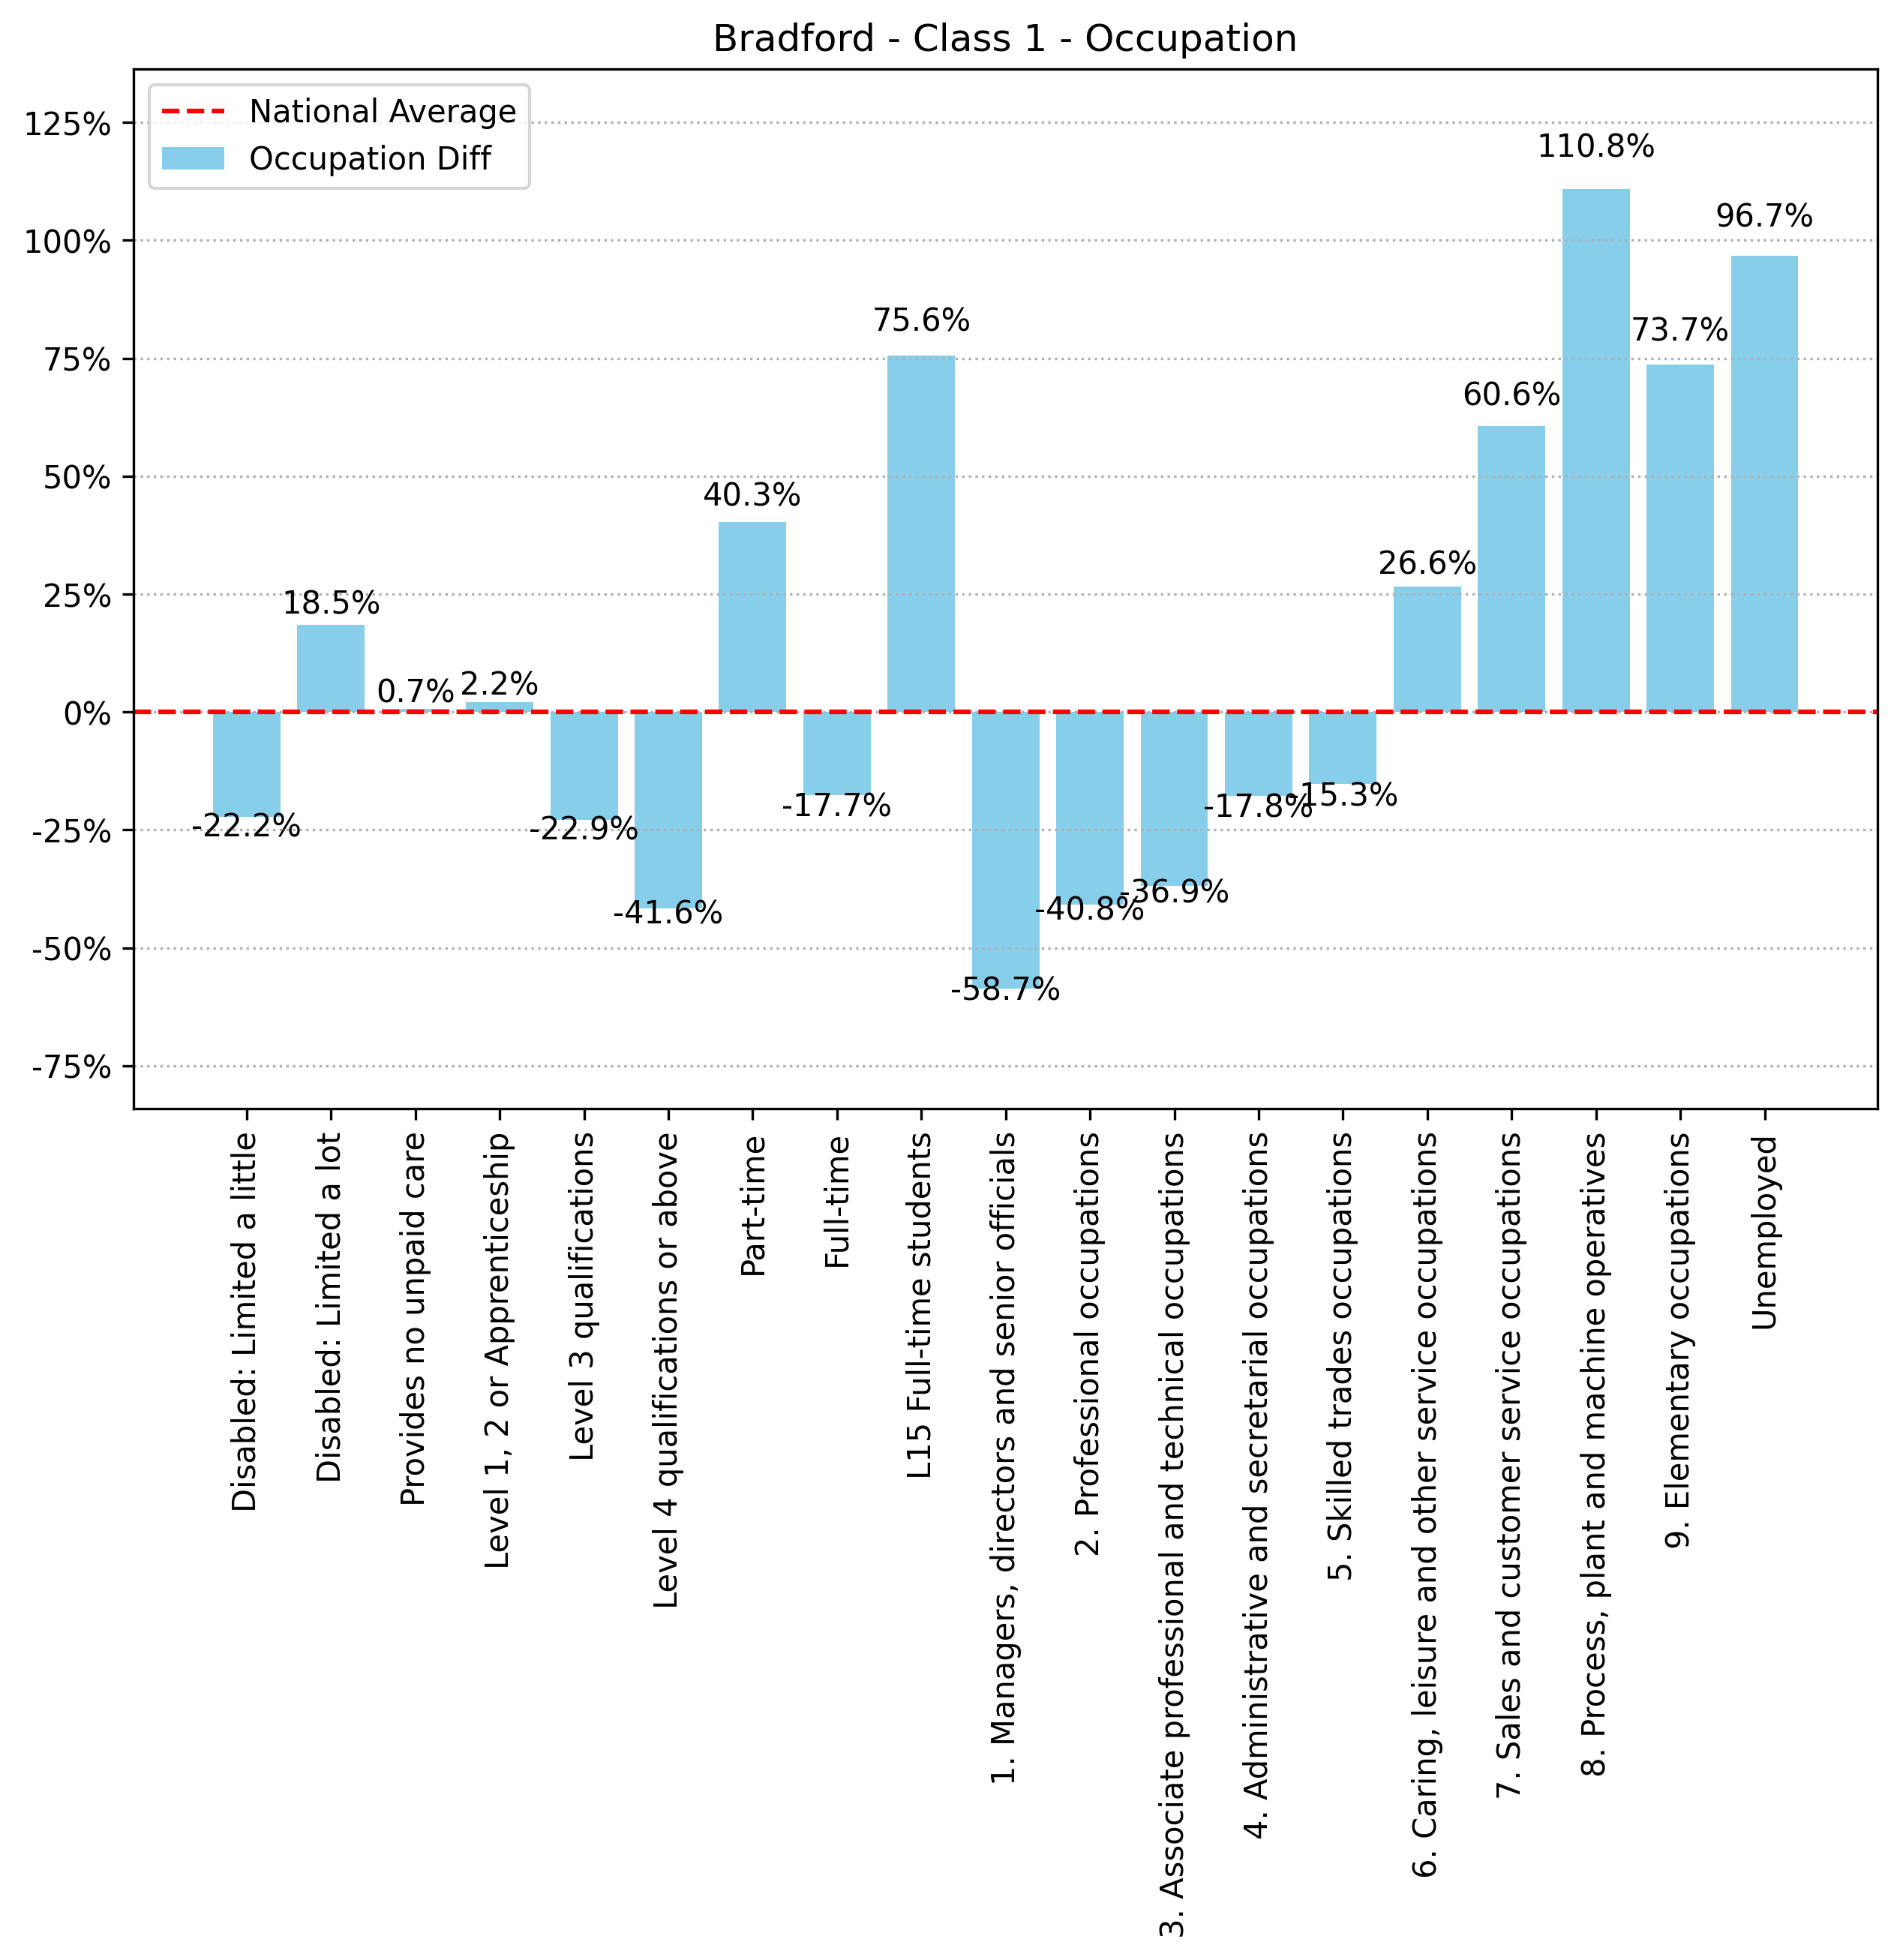 Bradford - Class 1 - Occupation
National Average
Occupation Diff
125%
100%
75%
50%
25%
0%
-25%
-50%
-75%
-22.2%
18.5%
0.7%
2.2%
-22.9%
-41.6%
40.3%
-17.7%
75.6%
-58.7%
-40.8%
-36.9%
-17.8%
-15.3%
26.6%
60.6%
110.8%
73.7%
96.7%
Disabled: Limited a little
Disabled: Limited a lot
Provides no unpaid care
Level 1, 2 or Apprenticeship
Level 3 qualifications
Level 4 qualifications or above
Part-time
Full-time
L15 Full-time students
1. Managers, directors and senior officials
2. Professional occupations
3. Associate professional and technical occupations
4. Administrative and secretarial occupations
5. Skilled trades occupations
6. Caring, leisure and other service occupations
7. Sales and customer service occupations
8. Process, plant and machine operatives
9. Elementary occupations
Unemployed